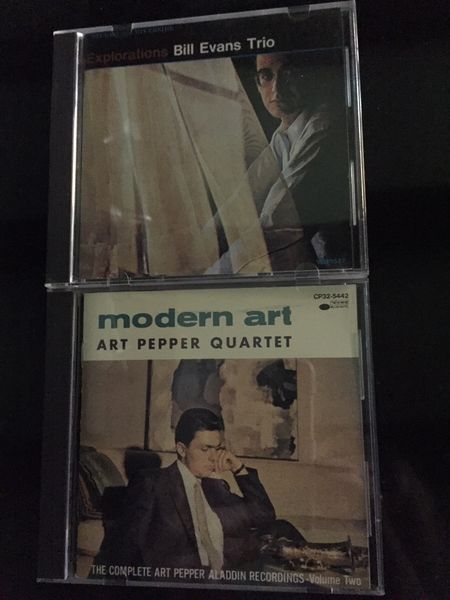 Explorations Bill Evans Trio
CP32-5442
modern art
ART PEPPER QUARTET
THE COMPLETE ART PEPPER ALADDIN RECORDINGS-Volume Two